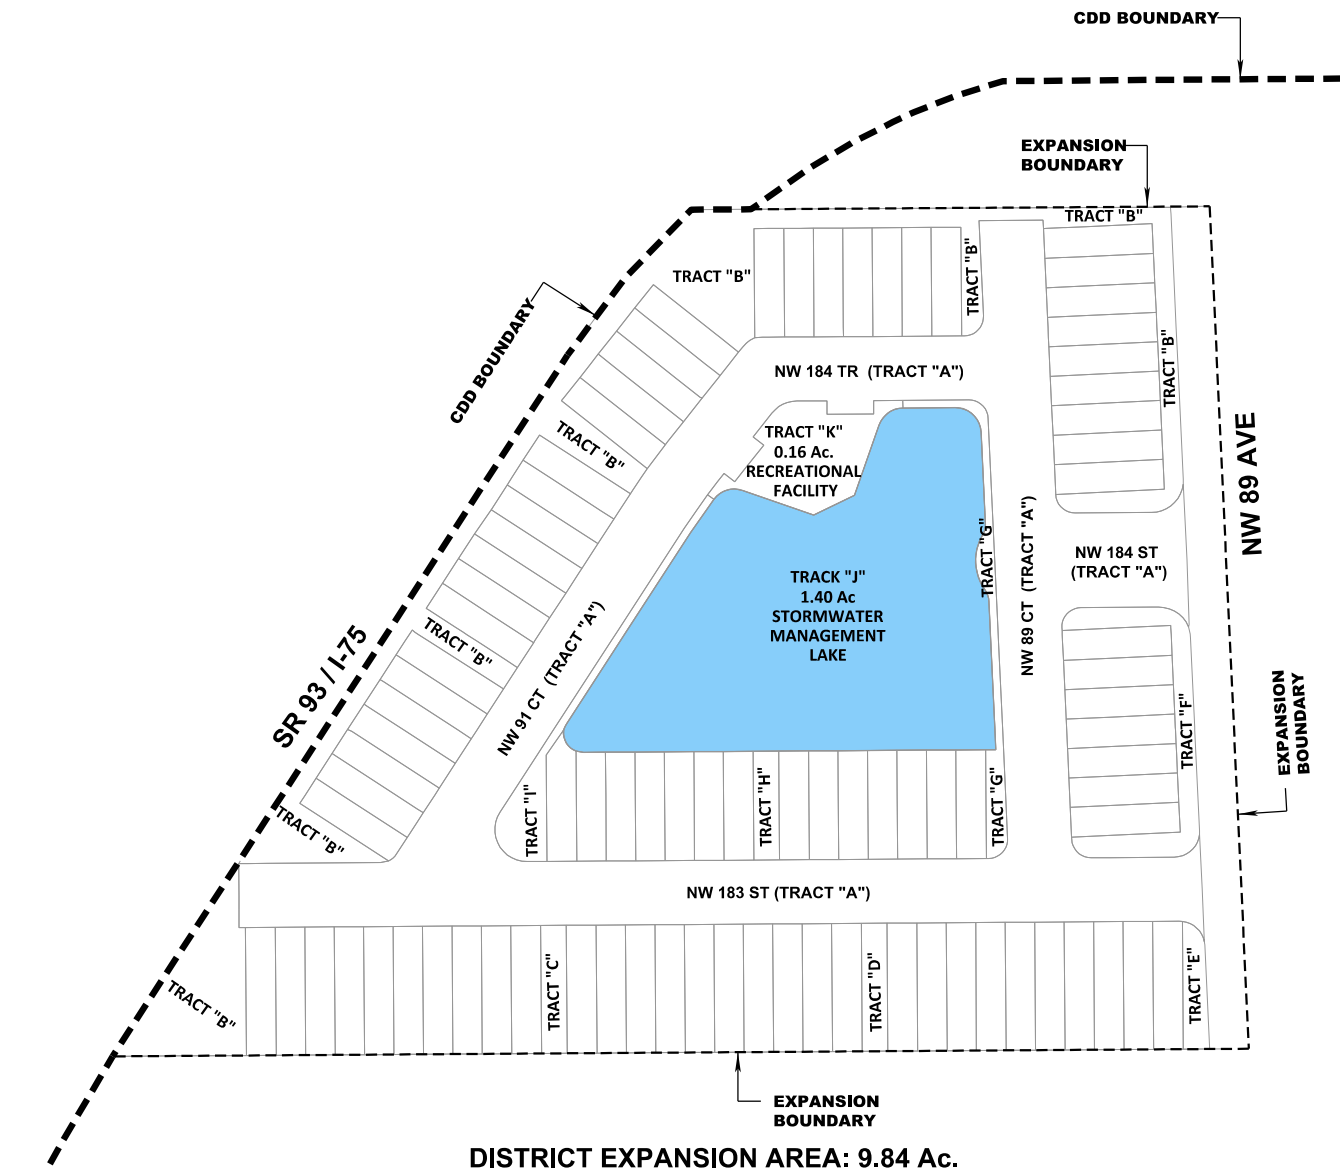 CDD BOUNDARY
EXPANSION
BOUNDARY
TRACT "B"
TRACT "B"
TRACT "B"
CDD BOUNDARY
TRACT "B"
NW 184 TR (TRACT "A")
TRACT "B"
TRACT "K"
0.16 Ac.
RECREATIONAL
FACILITY
NW 89 AVE
TRACT "G"
NW 89 CT (TRACT "A")
NW 184 ST
(TRACT "A")
TRACK "J"
1.40 Ac
STORMWATER
MANAGEMENT
LAKE
TRACT "B"
NW 91 CT (TRACT "A")
SR 93 / I-75
TRACT "F"
EXPANSION
BOUNDARY
TRACT "B"
TRACT "I"
TRACT "H"
TRACT "G"
NW 183 ST (TRACT "A")
TRACT "B"
TRACT "C"
TRACT "D"
TRACT "E"
EXPANSION
BOUNDARY
DISTRICT EXPANSION AREA: 9.84 Ac.